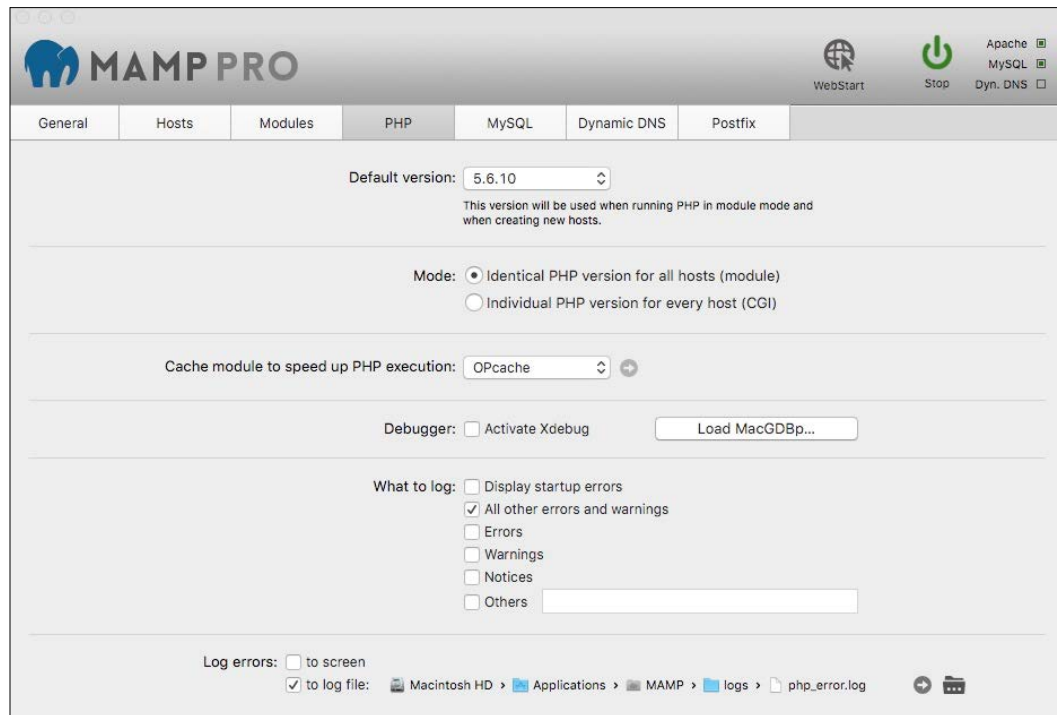 MAMP PRO
WebStart
Stop
Apache
MySQL
Dyn. DNS
General Hosts Modules PHP MySQL Dynamic DNS Postfix
Default version: 5.6.10
This version will be used when running PHP in module mode and
when creating new hosts.
Mode: Identical PHP version for all hosts (module)
Individual PHP version for every host (CGI)
Cache module to speed up PHP execution: OPcache
Debugger: Activate Xdebug Load MacGDBp...
What to log: Display startup errors
All other errors and warnings
Errors
Warnings
Notices
Others
Log errors: to screen
to log file: Macintosh HD › Applications › MAMP › logs › php_error.log